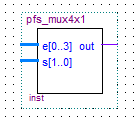 pfs_mux4x1
e[0..3] out
s[1..0]
inst